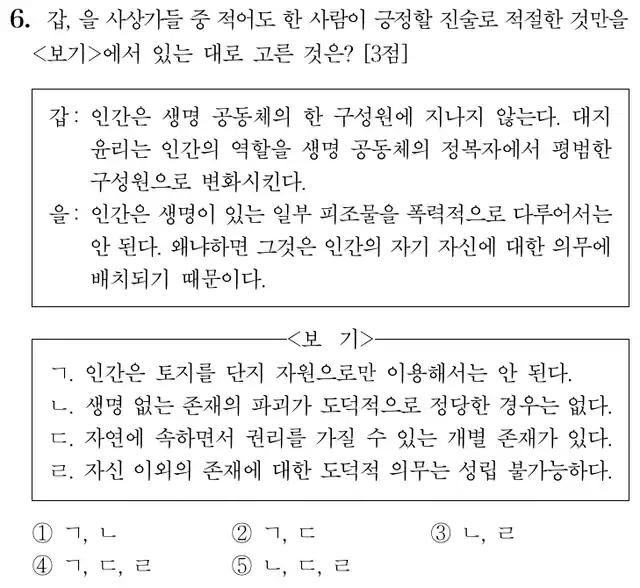 6. 갑, 을 사상가들 중 적어도 한 사람이 긍정할 진술로 적절한 것만을
<보기>에서 있는 대로 고른 것은? [3점]
갑: 인간은 생명 공동체의 한 구성원에 지나지 않는다. 대지
윤리는 인간의 역할을 생명 공동체의 정복자에서 평범한
구성원으로 변화시킨다.
을: 인간은 생명이 있는 일부 피조물을 폭력적으로 다루어서는
안 된다. 왜냐하면 그것은 인간의 자기 자신에 대한 의무에
배치되기 때문이다.
<보 기>
ㄱ. 인간은 토지를 단지 자원으로만 이용해서는 안 된다.
ㄴ. 생명 없는 존재의 파괴가 도덕적으로 정당한 경우는 없다.
ㄷ. 자연에 속하면서 권리를 가질 수 있는 개별 존재가 있다.
ㄹ. 자신 이외의 존재에 대한 도덕적 의무는 성립 불가능하다.
① ㄱ, ㄴ ② ㄱ, ㄷ ③ ㄴ, ㄹ
④ ㄱ, ㄷ, ㄹ ⑤ ㄴ, ㄷ, ㄹ